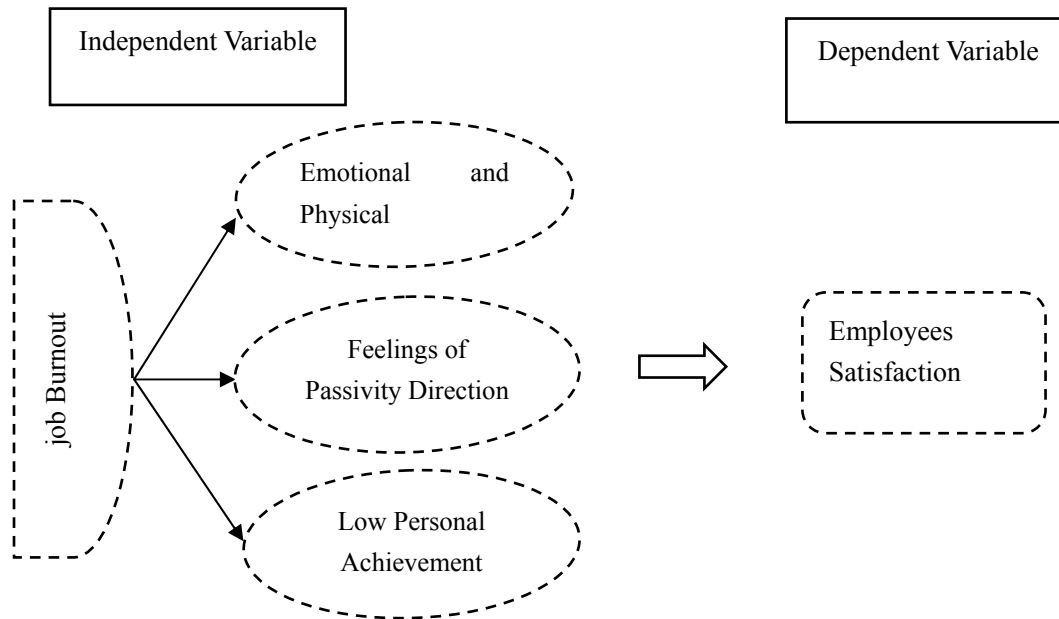 Independent Variable
Dependent Variable
Emotional and
Physical
job Burnout
Feelings of
Passivity Direction
Employees
Satisfaction
Low Personal
Achievement